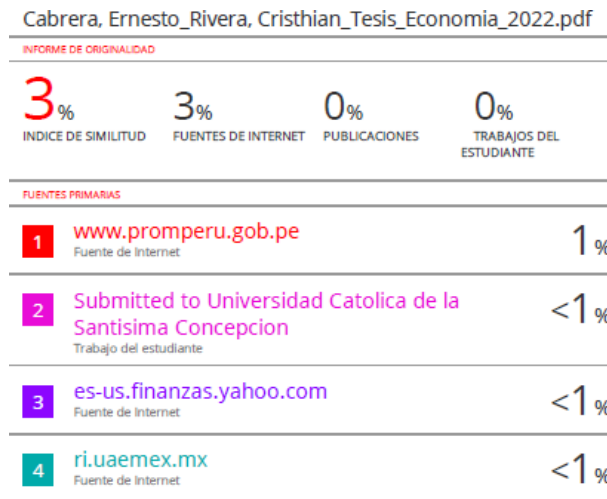 Cabrera, Ernesto_Rivera, Cristhian_Tesis_Economia_2022.pdf
INFORME DE ORIGINALIDAD
3% 3% 0% 0%
INDICE DE SIMILITUD FUENTES DE INTERNET PUBLICACIONES TRABAJOS DEL
ESTUDIANTE
FUENTES PRIMARIAS
1 www.promperu.gob.pe 1%
Fuente de Internet
2 Submitted to Universidad Catolica de la <1%
Santisima Concepcion
Trabajo del estudiante
3 es-us.finanzas.yahoo.com <1%
Fuente de Internet
4 ri.uaemex.mx <1%
Fuente de Internet